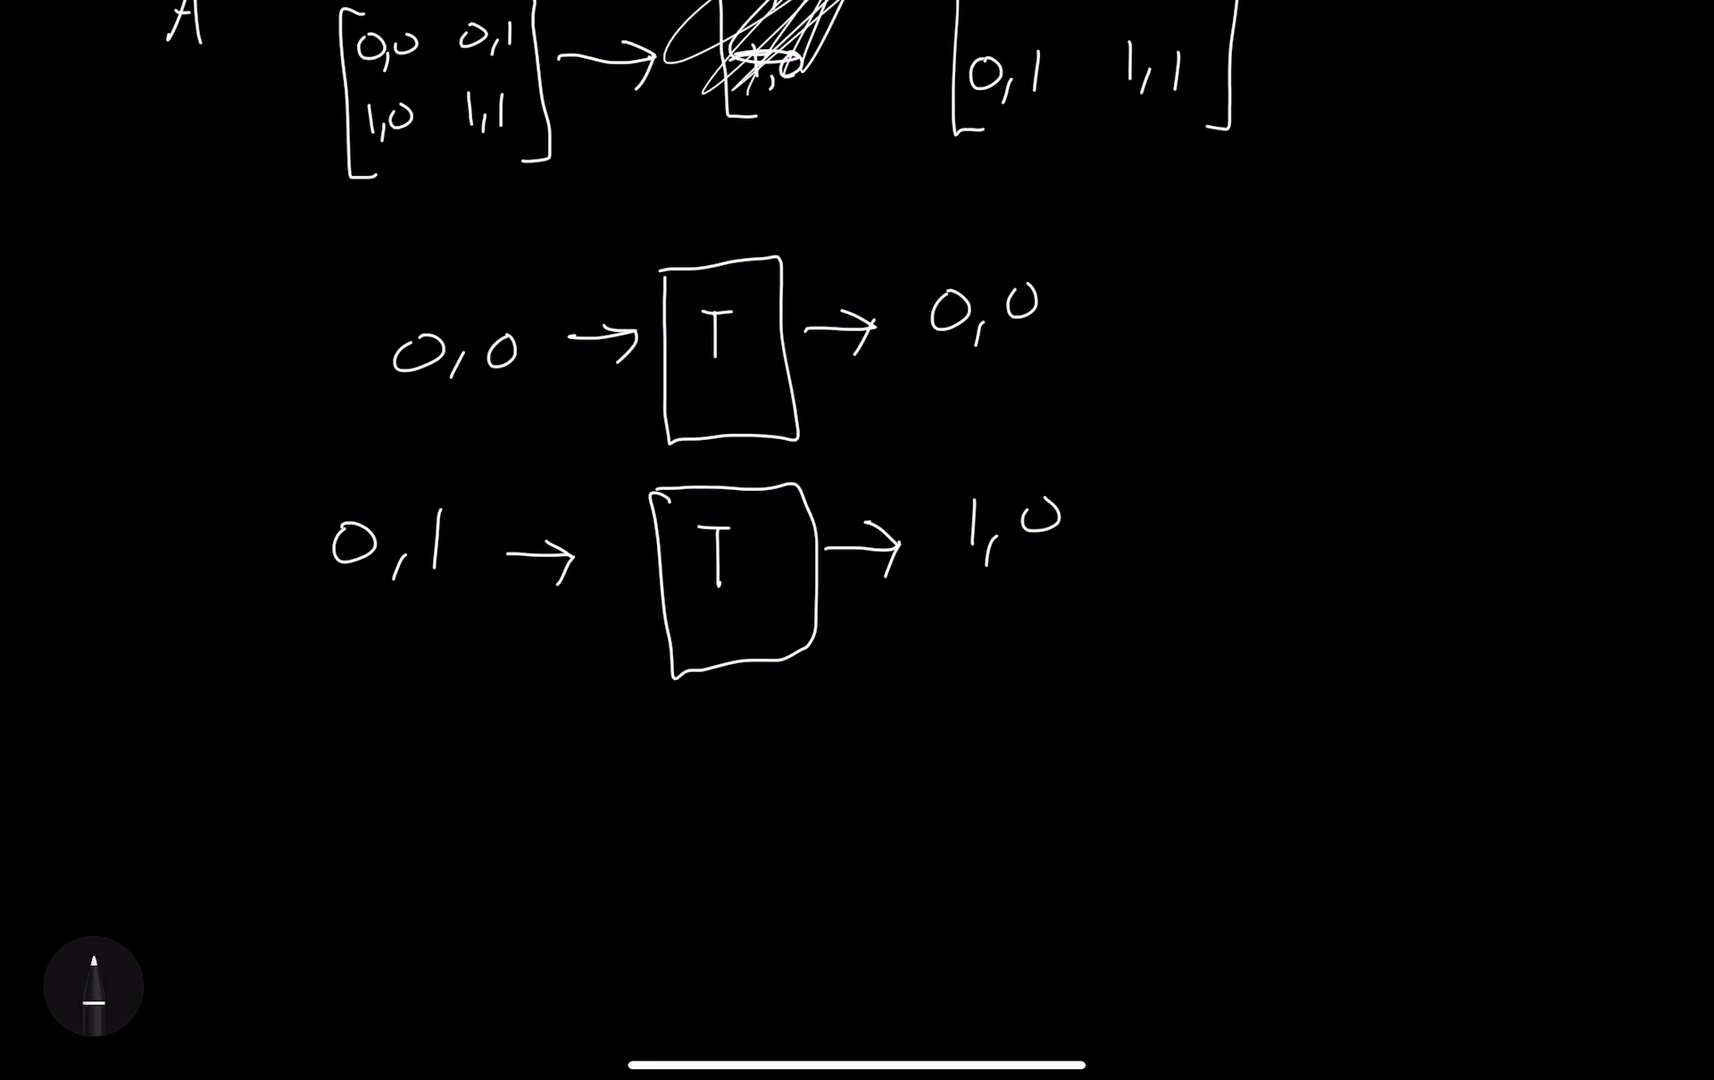 A
[0,0 0,1 → [0,1 1,1]
1,0 1,1]
0,0 → T → 0,0
0,1 → T → 1,0